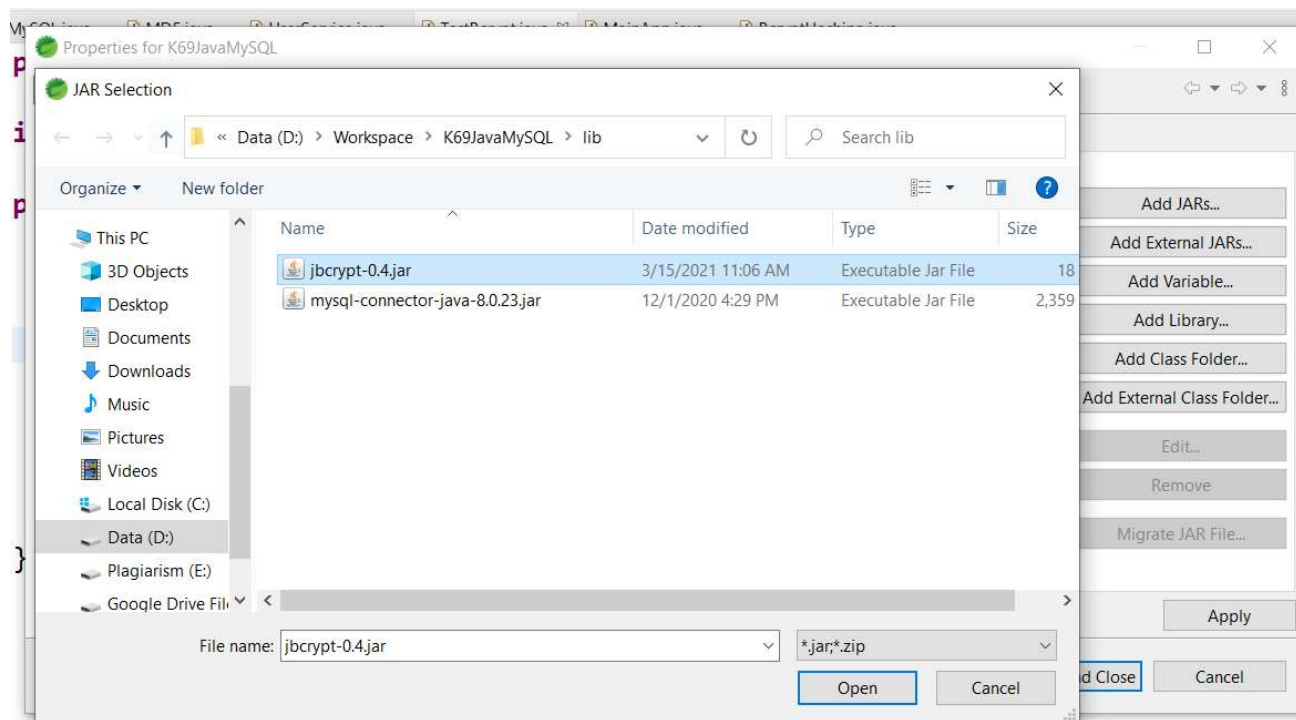 Properties for K69JavaMySQL
JAR Selection
« Data (D:) > Workspace > K69JavaMySQL > lib
Search lib
Organize
New folder
Name
Date modified
Type
Size
jbcrypt-0.4.jar
3/15/2021 11:06 AM
Executable Jar File
18
mysql-connector-java-8.0.23.jar
12/1/2020 4:29 PM
Executable Jar File
2,359
This PC
3D Objects
Desktop
Documents
Downloads
Music
Pictures
Videos
Local Disk (C:)
Data (D:)
Plagiarism (E:)
Google Drive Fil
File name:
jbcrypt-0.4.jar
*.jar;*.zip
Open
Cancel
Add JARs...
Add External JARs...
Add Variable...
Add Library...
Add Class Folder...
Add External Class Folder...
Edit...
Remove
Migrate JAR File...
Apply
d Close
Cancel
p
i
p
}